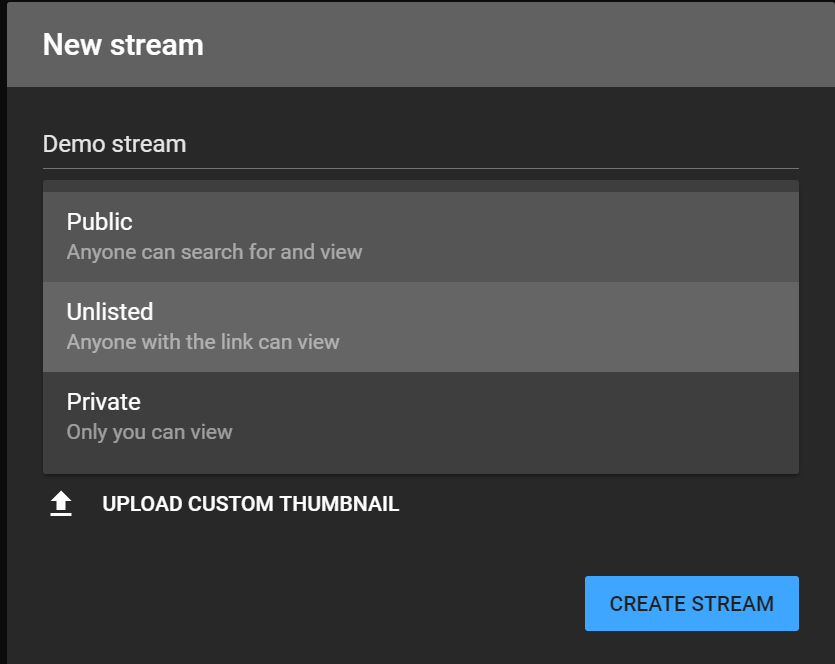 New stream
Demo stream
Public
Anyone can search for and view
Unlisted
Anyone with the link can view
Private
Only you can view
UPLOAD CUSTOM THUMBNAIL
CREATE STREAM